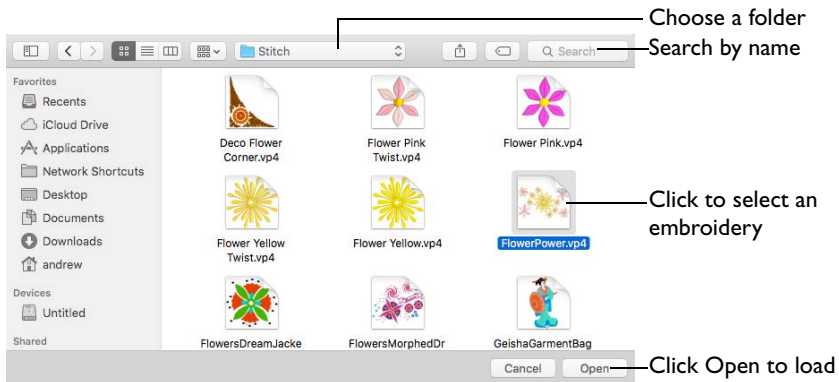 Choose a folder
Stitch
Search
Search by name
Favorites
Recents
iCloud Drive
Applications
Network Shortcuts
Desktop
Documents
Downloads
andrew
Devices
Untitled
Shared
Deco Flower
Corner.vp4
Flower Pink
Twist.vp4
Flower Pink.vp4
Flower Yellow
Twist.vp4
Flower Yellow.vp4
FlowerPower.vp4
Click to select an
embroidery
FlowersDreamJacke
FlowersMorphedDr
GeishaGarmentBag
Cancel
Open
Click Open to load